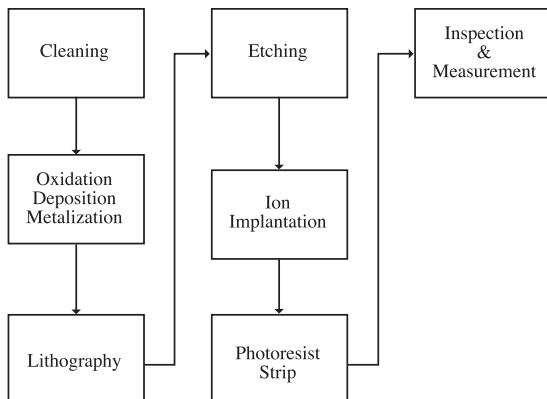 Cleaning
Oxidation
Deposition
Metalization
Lithography
Etching
Ion
Implantation
Photoresist
Strip
Inspection
&
Measurement